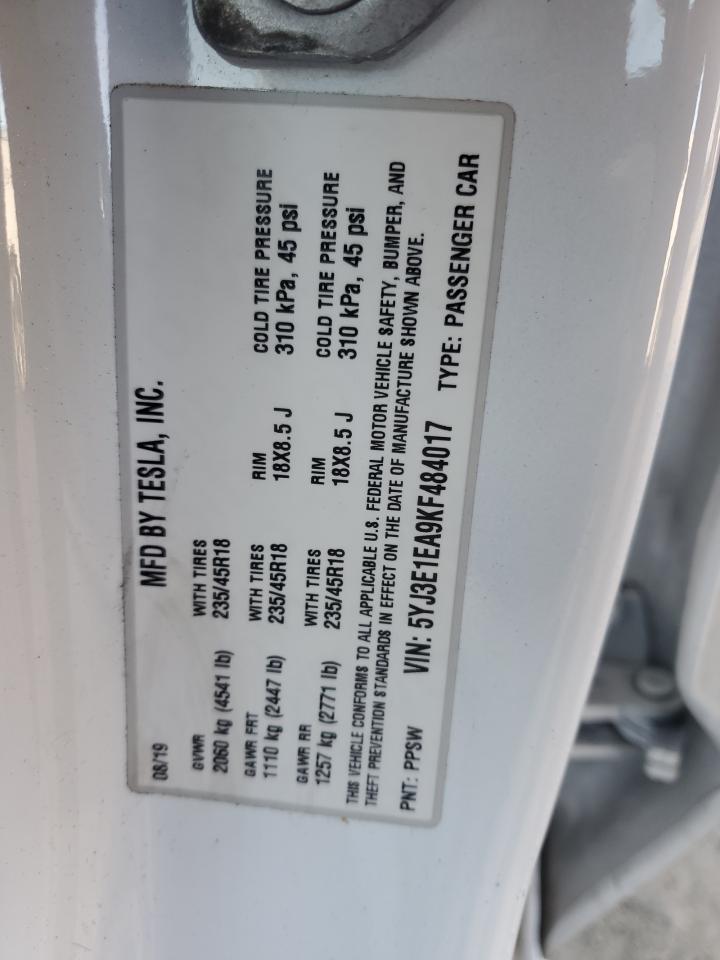 08/19 MFD BY TESLA, INC.
GVWR WITH TIRES
2060 kg (4541 lb) 235/45R18
GAWR FRT WITH TIRES RIM COLD TIRE PRESSURE
1110 kg (2447 lb) 235/45R18 18X8.5 J 310 kPa, 45 psi
GAWR RR WITH TIRES RIM COLD TIRE PRESSURE
1257 kg (2771 lb) 235/45R18 18X8.5 J 310 kPa, 45 psi
THIS VEHICLE CONFORMS TO ALL APPLICABLE U.S. FEDERAL MOTOR VEHICLE SAFETY, BUMPER, AND
THEFT PREVENTION STANDARDS IN EFFECT ON THE DATE OF MANUFACTURE SHOWN ABOVE.
PNT: PPSW VIN: 5YJ3E1EA9KF484017 TYPE: PASSENGER CAR